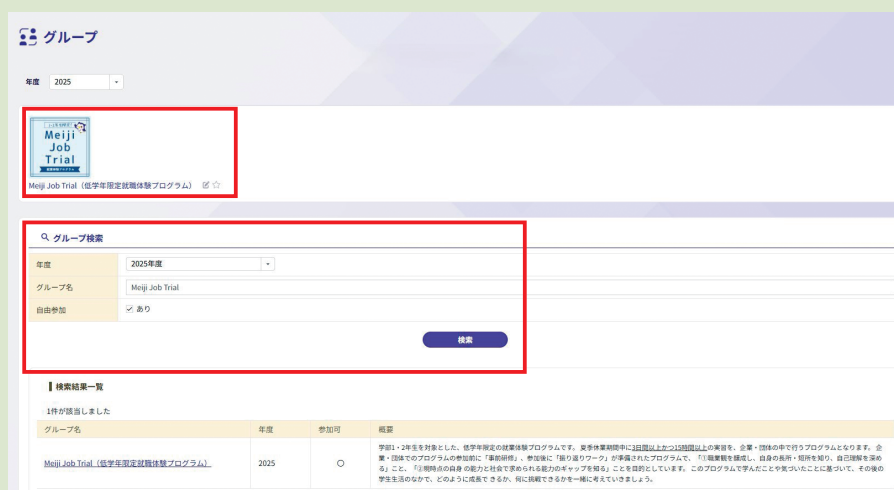 グループ
年度 2025
Meiji
Job
Trial
Meiji Job Trial（低学年限定就職体験プログラム）
グループ検索
年度 2025年度
グループ名 Meiji Job Trial
自由参加 あり
検索
検索結果一覧
1件が該当しました
グループ名 年度 参加可 概要
Meiji Job Trial（低学年限定就職体験プログラム） 2025 ○
学部1・2年生を対象とした、低学年限定の就業体験プログラムです。 夏季休業期間中に3日間以上かつ15時間以上の実習を、企業・団体の中で行うプログラムとなります。 企
業・団体でのプログラムの参加前に「事前研修」、参加後に「振り返りワーク」が準備されたプログラムで、「①職業観を醸成し、自身の長所・短所を知り、自己理解を深め
る」こと、「②現時点の自身 の能力と社会で求められる能力のギャップを知る」ことを目的としています。 このプログラムで学んだことや気づいたことに基づいて、その後の
学生生活のなかで、どのように成長できるか、何に挑戦できるかを一緒に考えていきましょう。